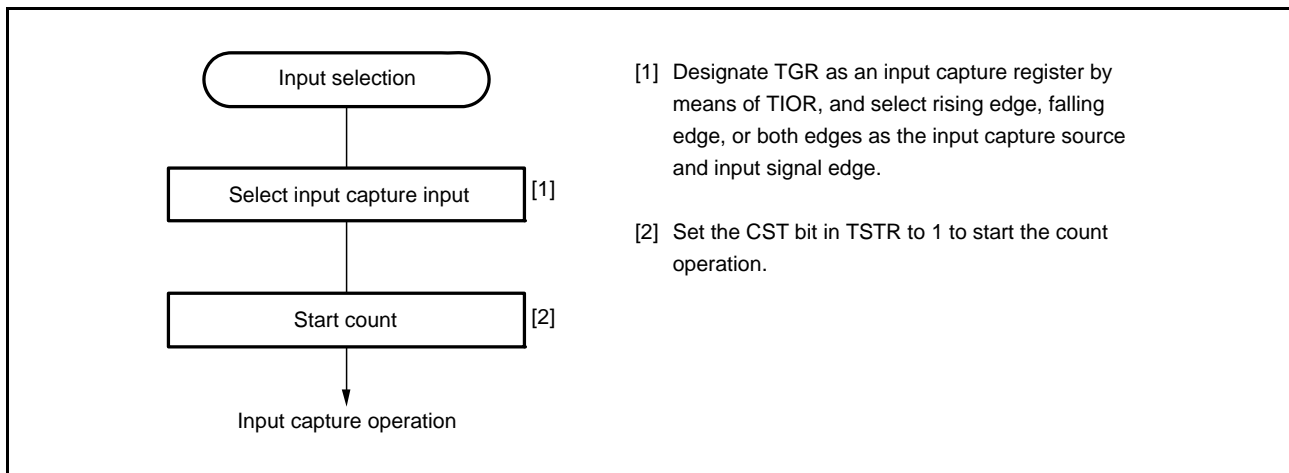 Input selection
Select input capture input
[1]
Start count
[2]
Input capture operation
[1] Designate TGR as an input capture register by
means of TIOR, and select rising edge, falling
edge, or both edges as the input capture source
and input signal edge.
[2] Set the CST bit in TSTR to 1 to start the count
operation.